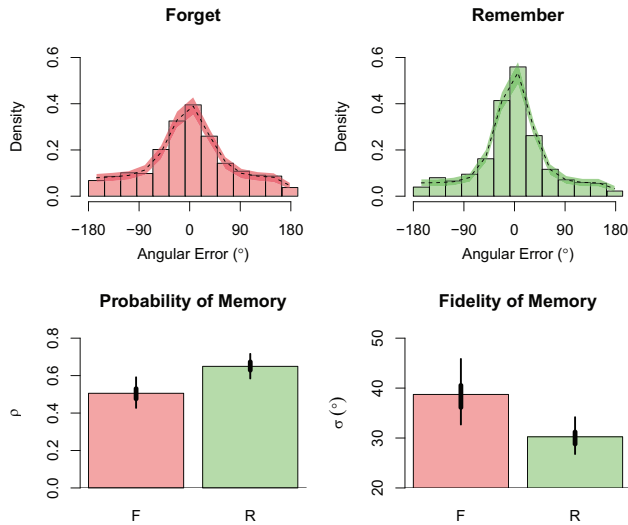 Forget
Density
0.0 0.2 0.4 0.6
−180 −90 0 90 180
Angular Error (°)
Remember
Density
0.0 0.2 0.4 0.6
−180 −90 0 90 180
Angular Error (°)
Probability of Memory
ρ
0.0 0.2 0.4 0.6 0.8
F R
Fidelity of Memory
σ (°)
20 30 40 50
F R